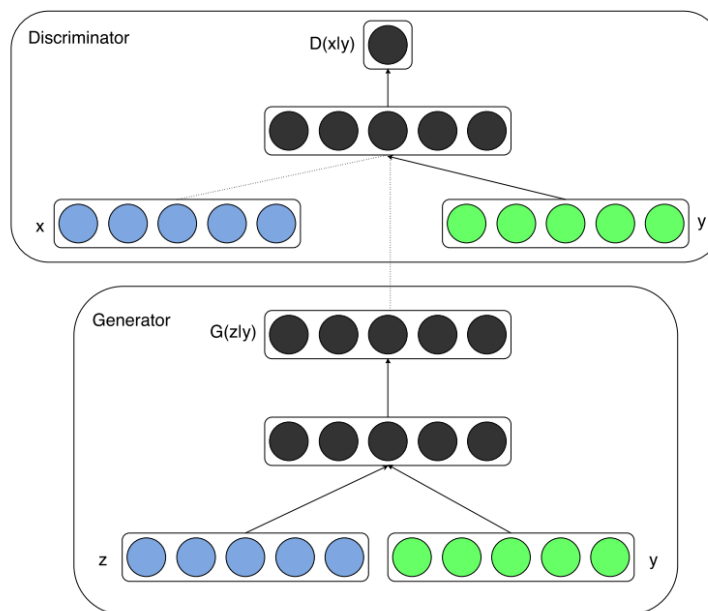 Discriminator
D(x|y)
x
y
Generator
G(z|y)
z
y